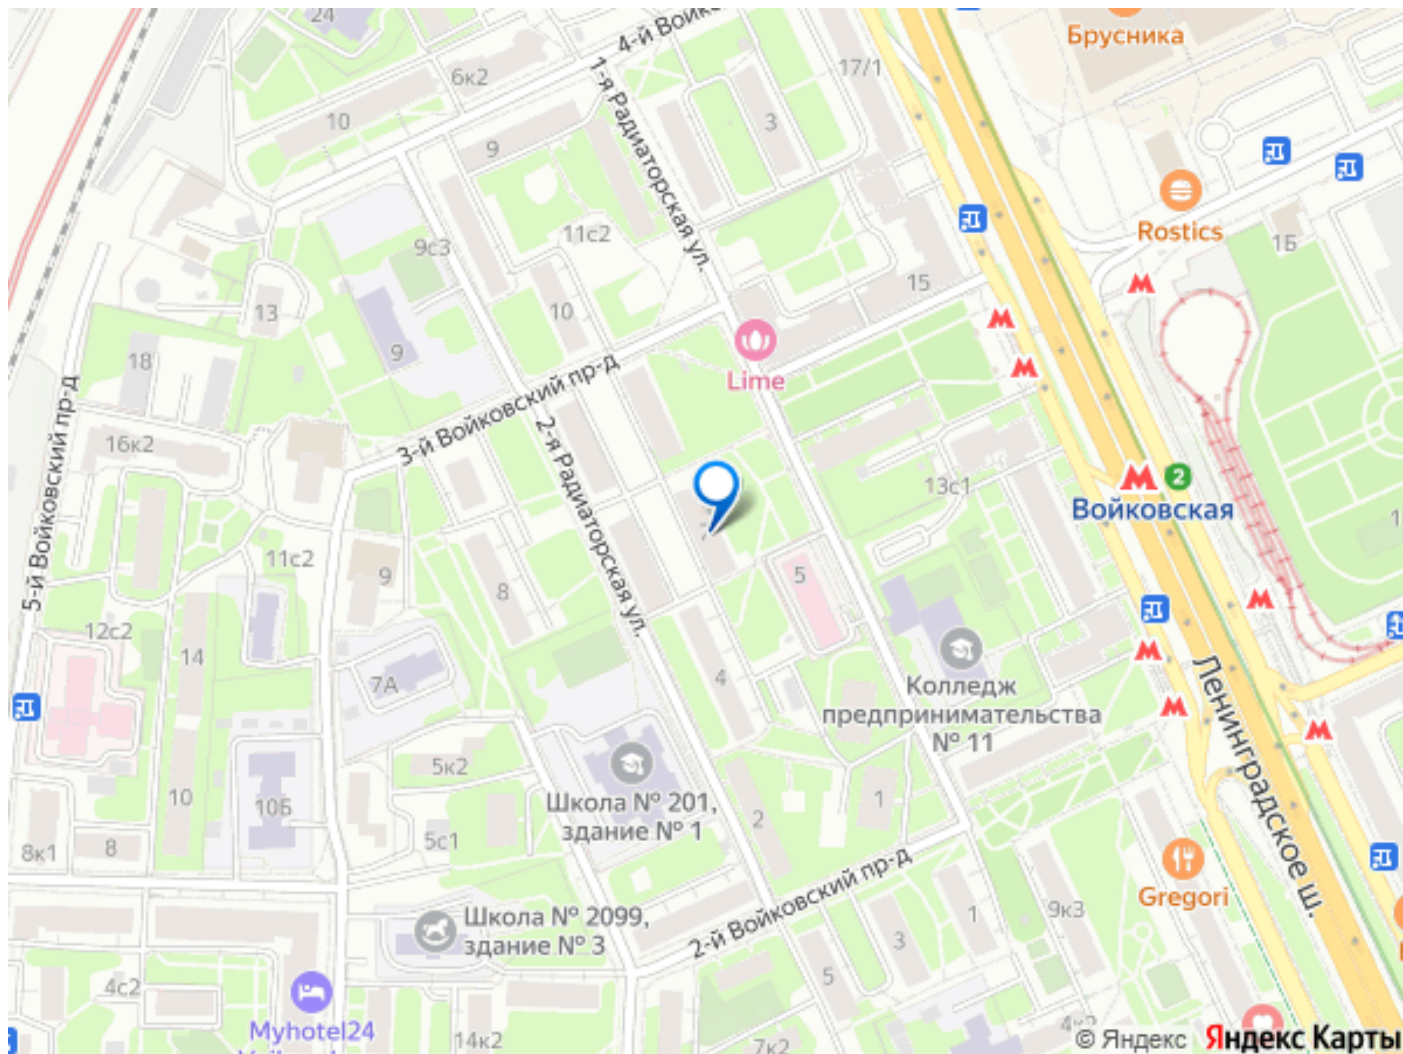 24
4-й Войк
Брусника
6к2
17/1
10
3
9
1-я Радиаторская ул.
Rostics
9с3
11с2
1Б
15
13
10
18
9
Lime
3-й Войковский пр-д
16к2
2-я Радиаторская ул.
13с1
2
Войковская
5-й Войковский пр-д
11с2
9
8
5
12с2
14
7А
4
Колледж
предпринимательства
№ 11
Ленинградское ш.
5к2
10
10Б
Школа № 201,
здание № 1
2
1
5с1
8к1
8
2-й Войковский пр-д
Gregori
Школа № 2099,
здание № 3
1
9к3
3
5
4с2
Myhotel24
14к2
7к2
4к2
© Яндекс Яндекс Карты